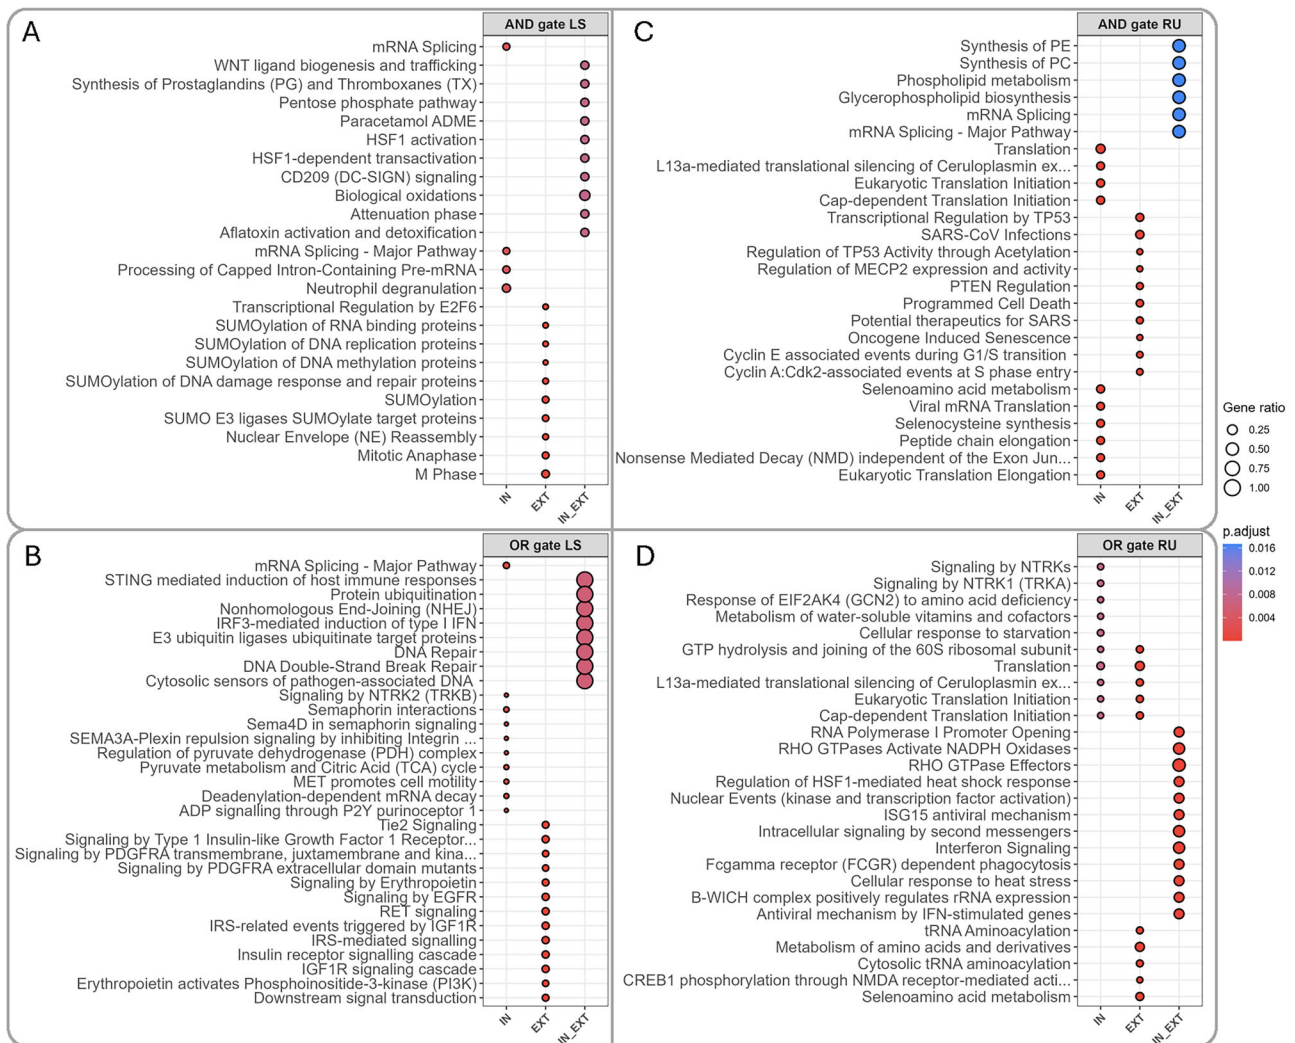 A
AND gate LS
mRNA Splicing
WNT ligand biogenesis and trafficking
Synthesis of Prostaglandins (PG) and Thromboxanes (TX)
Pentose phosphate pathway
Paracetamol ADME
HSF1 activation
HSF1-dependent transactivation
CD209 (DC-SIGN) signaling
Biological oxidations
Attenuation phase
Aflatoxin activation and detoxification
mRNA Splicing - Major Pathway
Processing of Capped Intron-Containing Pre-mRNA
Neutrophil degranulation
Transcriptional Regulation by E2F6
SUMOylation of RNA binding proteins
SUMOylation of DNA replication proteins
SUMOylation of DNA methylation proteins
SUMOylation of DNA damage response and repair proteins
SUMOylation
SUMO E3 ligases SUMOylate target proteins
Nuclear Envelope (NE) Reassembly
Mitotic Anaphase
M Phase
IN
EXT
IN_EXT
C
AND gate RU
Synthesis of PE
Synthesis of PC
Phospholipid metabolism
Glycerophospholipid biosynthesis
mRNA Splicing
mRNA Splicing - Major Pathway
Translation
L13a-mediated translational silencing of Ceruloplasmin ex...
Eukaryotic Translation Initiation
Cap-dependent Translation Initiation
Transcriptional Regulation by TP53
SARS-CoV Infections
Regulation of TP53 Activity through Acetylation
Regulation of MECP2 expression and activity
PTEN Regulation
Programmed Cell Death
Potential therapeutics for SARS
Oncogene Induced Senescence
Cyclin E associated events during G1/S transition
Cyclin A:Cdk2-associated events at S phase entry
Selenoamino acid metabolism
Viral mRNA Translation
Selenocysteine synthesis
Peptide chain elongation
Nonsense Mediated Decay (NMD) independent of the Exon Jun...
Eukaryotic Translation Elongation
IN
EXT
IN_EXT
Gene ratio
0.25
0.50
0.75
1.00
p.adjust
0.016
0.012
0.008
0.004
B
OR gate LS
mRNA Splicing - Major Pathway
STING mediated induction of host immune responses
Protein ubiquitination
Nonhomologous End-Joining (NHEJ)
IRF3-mediated induction of type I IFN
E3 ubiquitin ligases ubiquitinate target proteins
DNA Repair
DNA Double-Strand Break Repair
Cytosolic sensors of pathogen-associated DNA
Signaling by NTRK2 (TRKB)
Semaphorin interactions
Sema4D in semaphorin signaling
SEMA3A-Plexin repulsion signaling by inhibiting Integrin ...
Regulation of pyruvate dehydrogenase (PDH) complex
Pyruvate metabolism and Citric Acid (TCA) cycle
MET promotes cell motility
Deadenylation-dependent mRNA decay
ADP signalling through P2Y purinoceptor 1
Tie2 Signaling
Signaling by Type 1 Insulin-like Growth Factor 1 Receptor...
Signaling by PDGFRA transmembrane, juxtamembrane and kina...
Signaling by PDGFRA extracellular domain mutants
Signaling by Erythropoietin
Signaling by EGFR
RET signaling
IRS-related events triggered by IGF1R
IRS-mediated signalling
Insulin receptor signalling cascade
IGF1R signaling cascade
Erythropoietin activates Phosphoinositide-3-kinase (PI3K)
Downstream signal transduction
IN
EXT
IN_EXT
D
OR gate RU
Signaling by NTRKs
Signaling by NTRK1 (TRKA)
Response of EIF2AK4 (GCN2) to amino acid deficiency
Metabolism of water-soluble vitamins and cofactors
Cellular response to starvation
GTP hydrolysis and joining of the 60S ribosomal subunit
Translation
L13a-mediated translational silencing of Ceruloplasmin ex...
Eukaryotic Translation Initiation
Cap-dependent Translation Initiation
RNA Polymerase I Promoter Opening
RHO GTPases Activate NADPH Oxidases
RHO GTPase Effectors
Regulation of HSF1-mediated heat shock response
Nuclear Events (kinase and transcription factor activation)
ISG15 antiviral mechanism
Intracellular signaling by second messengers
Interferon Signaling
Fcgamma receptor (FCGR) dependent phagocytosis
Cellular response to heat stress
B-WICH complex positively regulates rRNA expression
Antiviral mechanism by IFN-stimulated genes
tRNA Aminoacylation
Metabolism of amino acids and derivatives
Cytosolic tRNA aminoacylation
CREB1 phosphorylation through NMDA receptor-mediated acti...
Selenoamino acid metabolism
IN
EXT
IN_EXT